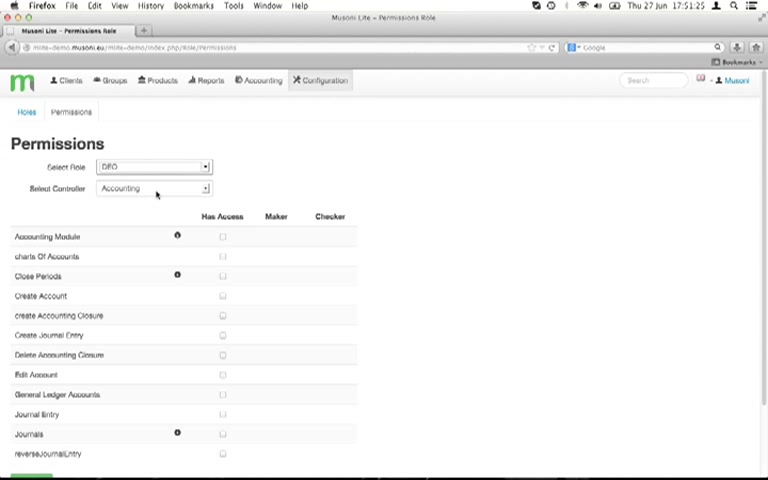 Firefox File Edit View History Bookmarks Tools Window Help Thu 27 Jun 17:51:25
Musoni Lite – Permissions Role
Musoni Lite – Permissions Role
mlite-demo.musoni.eu/mlite-demo/index.php/Role/Permissions Google
Bookmarks
m Clients Groups Products Reports Accounting Configuration Search Musoni
Roles Permissions
Permissions
Select Role
Select Controller Accounting
Has Access Maker Checker
Accounting Module
charts Of Accounts
Close Periods
Create Account
create Accounting Closure
Create Journal Entry
Delete Accounting Closure
Edit Account
General Ledger Accounts
Journal Entry
Journals
reverseJournalEntry